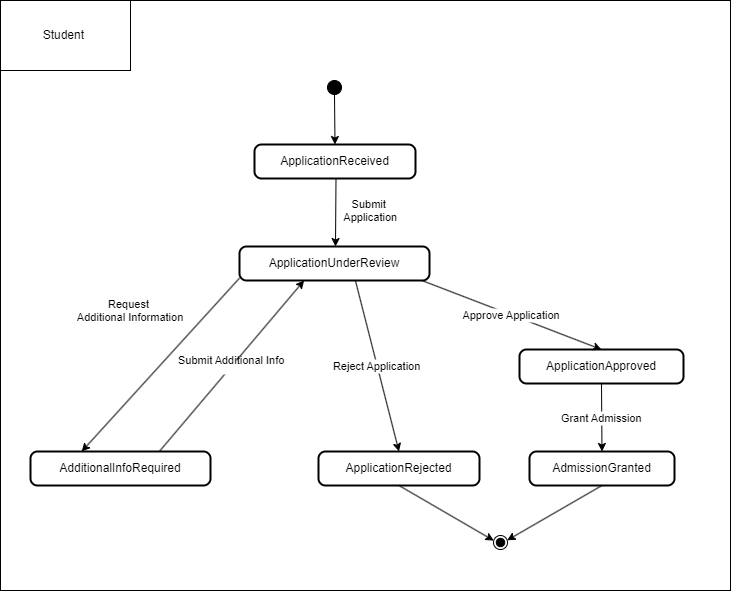 Student
ApplicationReceived
Submit
Application
ApplicationUnderReview
Request
Additional Information
Approve Application
Submit Additional Info
Reject Application
ApplicationApproved
Grant Admission
AdditionalInfoRequired
ApplicationRejected
AdmissionGranted